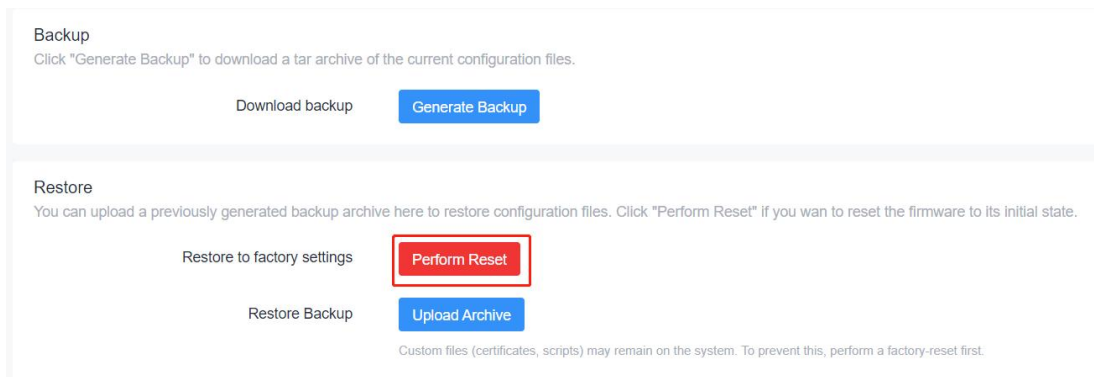 Backup
Click "Generate Backup" to download a tar archive of the current configuration files.
Download backup Generate Backup
Restore
You can upload a previously generated backup archive here to restore configuration files. Click "Perform Reset" if you wan to reset the firmware to its initial state.
Restore to factory settings Perform Reset
Restore Backup Upload Archive
Custom files (certificates, scripts) may remain on the system. To prevent this, perform a factory-reset first.